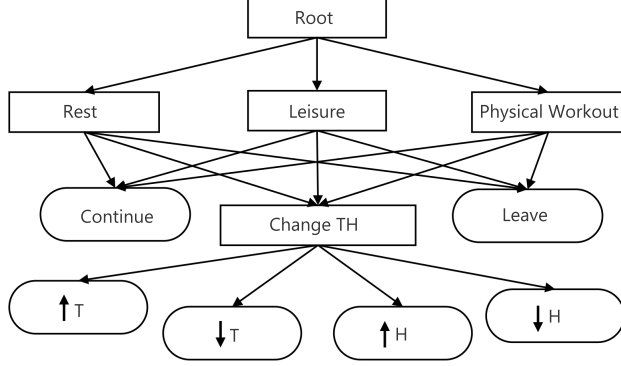 Root
Rest
Leisure
Physical Workout
Continue
Change TH
Leave
↑ T
↓ T
↑ H
↓ H